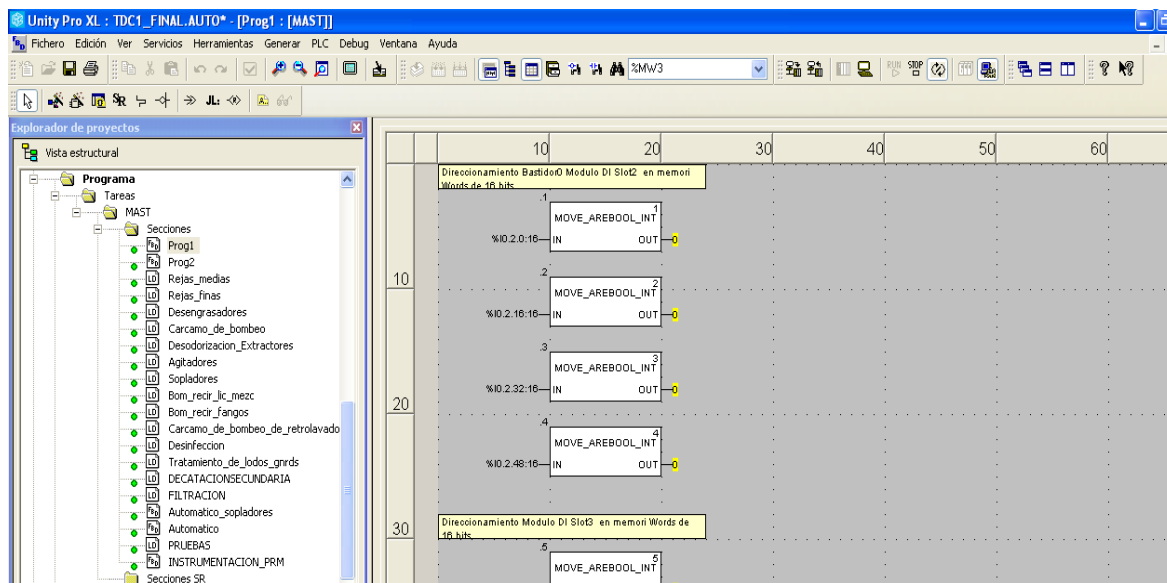 Unity Pro XL : TDC1_FINAL.AUTO* - [Prog1 : [MAST]]
Fichero Edición Ver Servicios Herramientas Generar PLC Debug Ventana Ayuda
%MW3
RUN STOP
SR
JL:
Explorador de proyectos
Vista estructural
Programa
Tareas
MAST
Secciones
Prog1
Prog2
Rejas_medias
Rejas_finas
Desengrasadores
Carcamo_de_bombeo
Desodorizacion_Extractores
Agitadores
Sopladores
Bom_recir_lic_mezc
Bom_recir_fangos
Carcamo_de_bombeo_de_retrolavado
Desinfeccion
Tratamiento_de_lodos_gnrds
DECATACIONSECUNDARIA
FILTRACION
Automatico_sopladores
Automatico
PRUEBAS
INSTRUMENTACION_PRM
Secciones SR
10 20 30 40 50 60
Direccionamiento Bastidor0 Modulo DI Slot2 en memori
Words de 16 bits
.1 1
MOVE_AREBOOL_INT
%I0.2.0:16 IN OUT 0
10
.2 2
MOVE_AREBOOL_INT
%I0.2.16:16 IN OUT 0
.3 3
MOVE_AREBOOL_INT
%I0.2.32:16 IN OUT 0
20
.4 4
MOVE_AREBOOL_INT
%I0.2.48:16 IN OUT 0
30
Direccionamiento Modulo DI Slot3 en memori Words de
16 bits
.5 5
MOVE_AREBOOL_INT